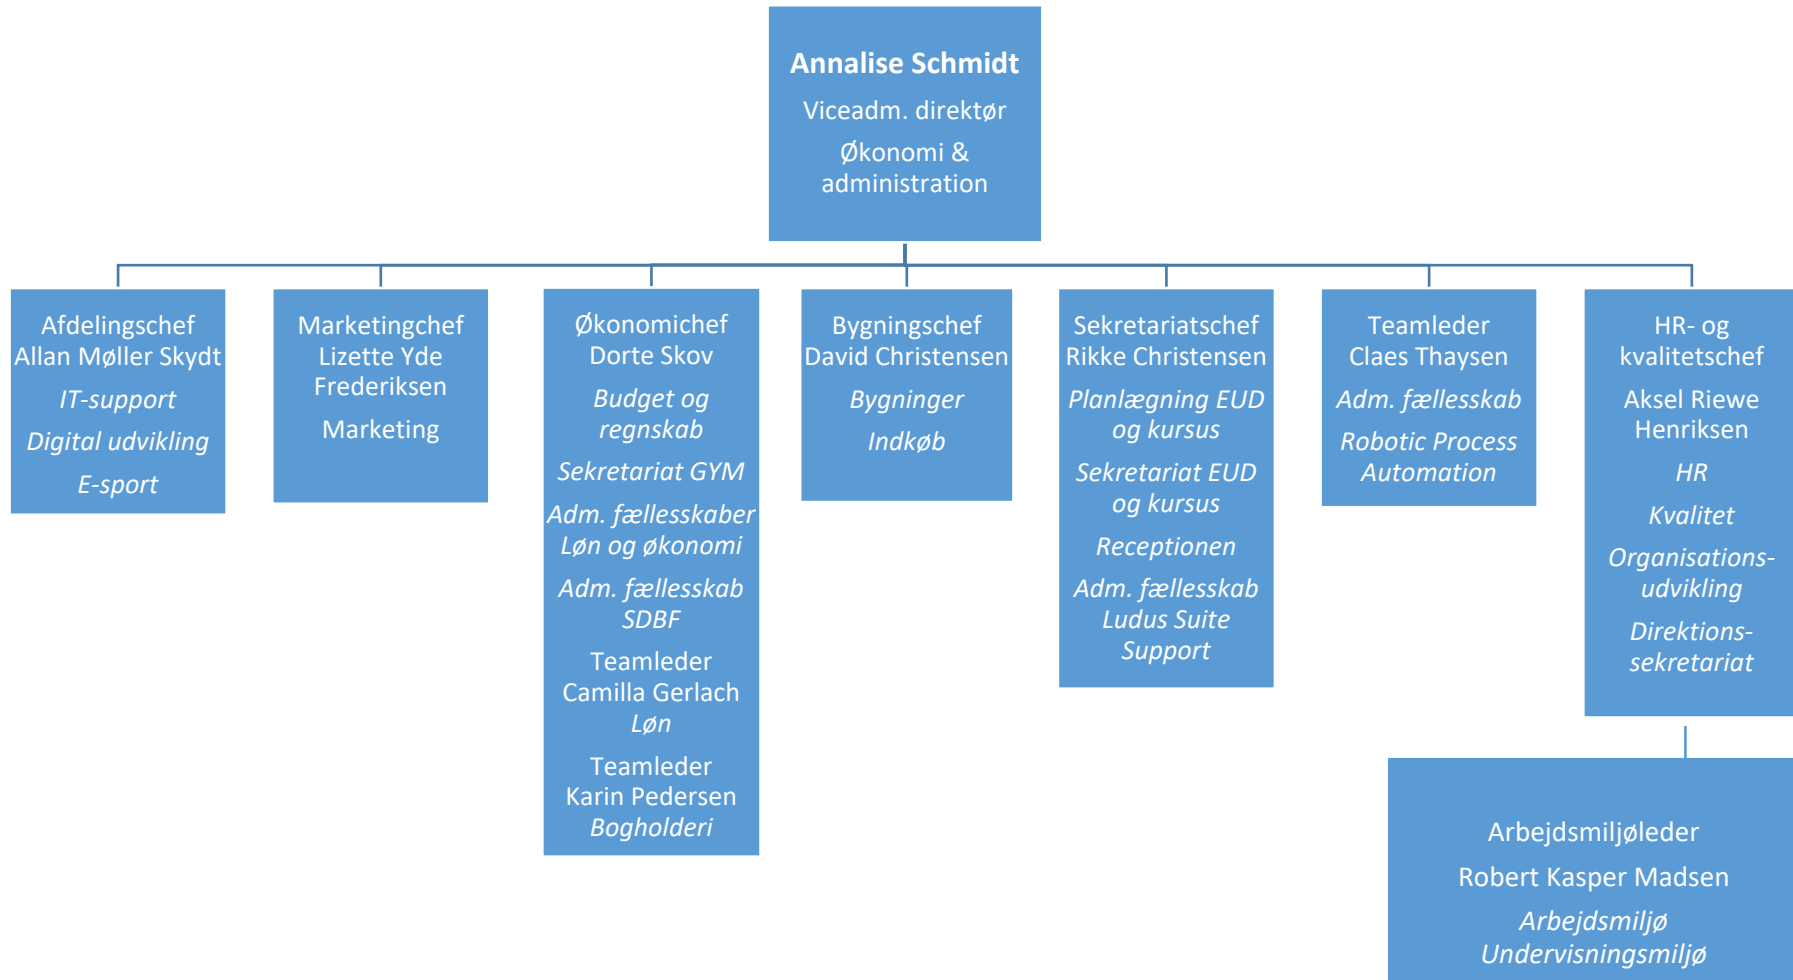 Annalise Schmidt
Viceadm. direktør
Økonomi &
administration
Afdelingschef
Allan Møller Skydt
IT-support
Digital udvikling
E-sport
Marketingchef
Lizette Yde
Frederiksen
Marketing
Økonomichef
Dorte Skov
Budget og
regnskab
Sekretariat GYM
Adm. fællesskaber
Løn og økonomi
Adm. fællesskab
SDBF
Teamleder
Camilla Gerlach
Løn
Teamleder
Karin Pedersen
Bogholderi
Bygningschef
David Christensen
Bygninger
Indkøb
Sekretariatschef
Rikke Christensen
Planlægning EUD
og kursus
Sekretariat EUD
og kursus
Receptionen
Adm. fællesskab
Ludus Suite
Support
Teamleder
Claes Thaysen
Adm. fællesskab
Robotic Process
Automation
HR- og
kvalitetschef
Aksel Riewe
Henriksen
HR
Kvalitet
Organisations-
udvikling
Direktions-
sekretariat
Arbejdsmiljøleder
Robert Kasper Madsen
Arbejdsmiljø
Undervisningsmiljø